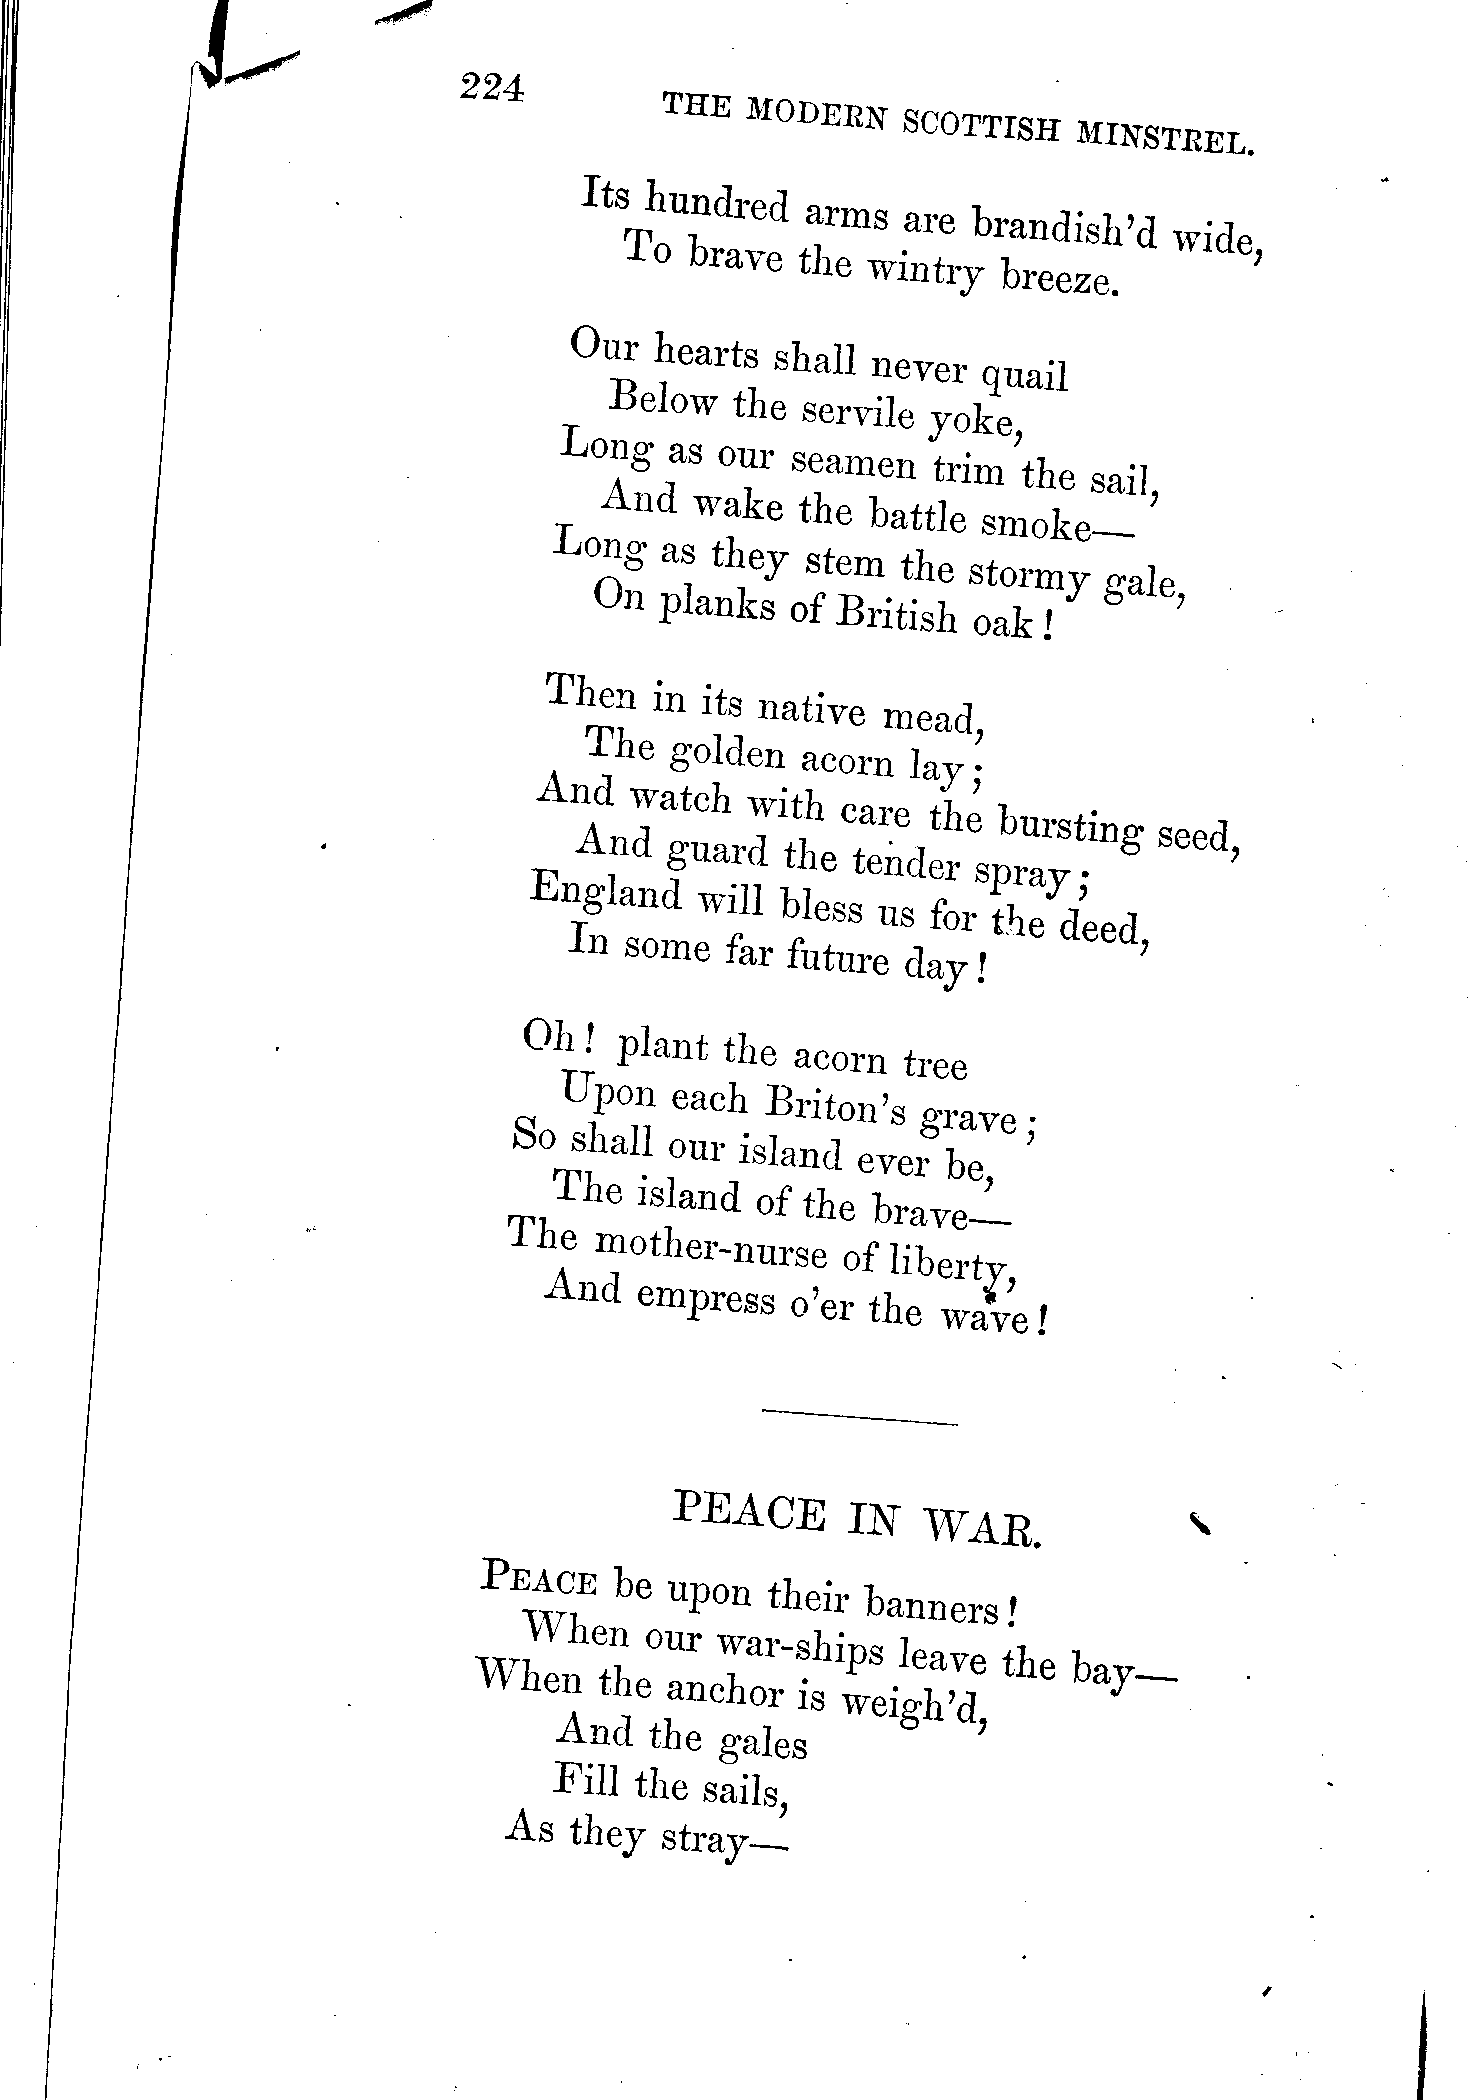 224 THE MODERN SCOTTISH MINSTREL.
Its hundred arms are brandish'd wide,
To brave the wintry breeze.
Our hearts shall never quail
Below the servile yoke,
Long as our seamen trim the sail,
And wake the battle smoke—
Long as they stem the stormy gale,
On planks of British oak!
Then in its native mead,
The golden acorn lay;
And watch with care the bursting seed,
And guard the tender spray;
England will bless us for the deed,
In some far future day!
Oh! plant the acorn tree
Upon each Briton's grave;
So shall our island ever be,
The island of the brave—
The mother-nurse of liberty,
And empress o'er the wave!
PEACE IN WAR.
PEACE be upon their banners!
When our war-ships leave the bay—
When the anchor is weigh'd,
And the gales
Fill the sails,
As they stray—